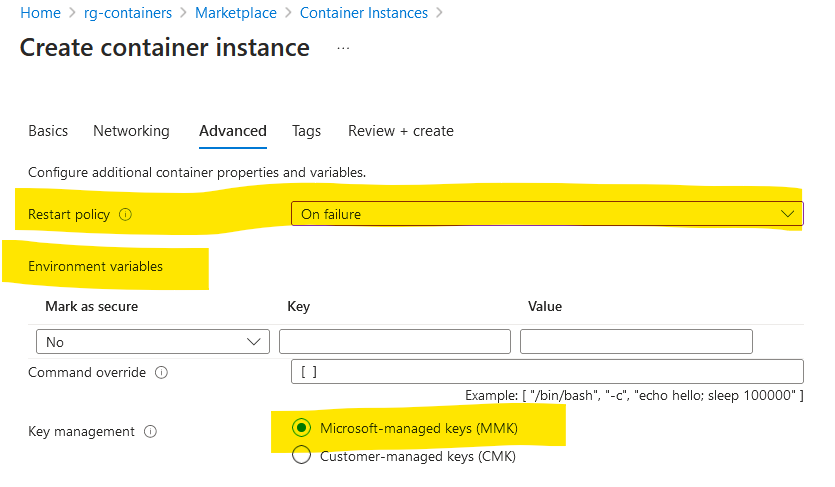 Home > rg-containers > Marketplace > Container Instances >
Create container instance ...
Basics Networking Advanced Tags Review + create
Configure additional container properties and variables.
Restart policy On failure
Environment variables
Mark as secure Key Value
No
Command override [ ]
Example: [ "/bin/bash", "-c", "echo hello; sleep 100000" ]
Key management Microsoft-managed keys (MMK)
Customer-managed keys (CMK)